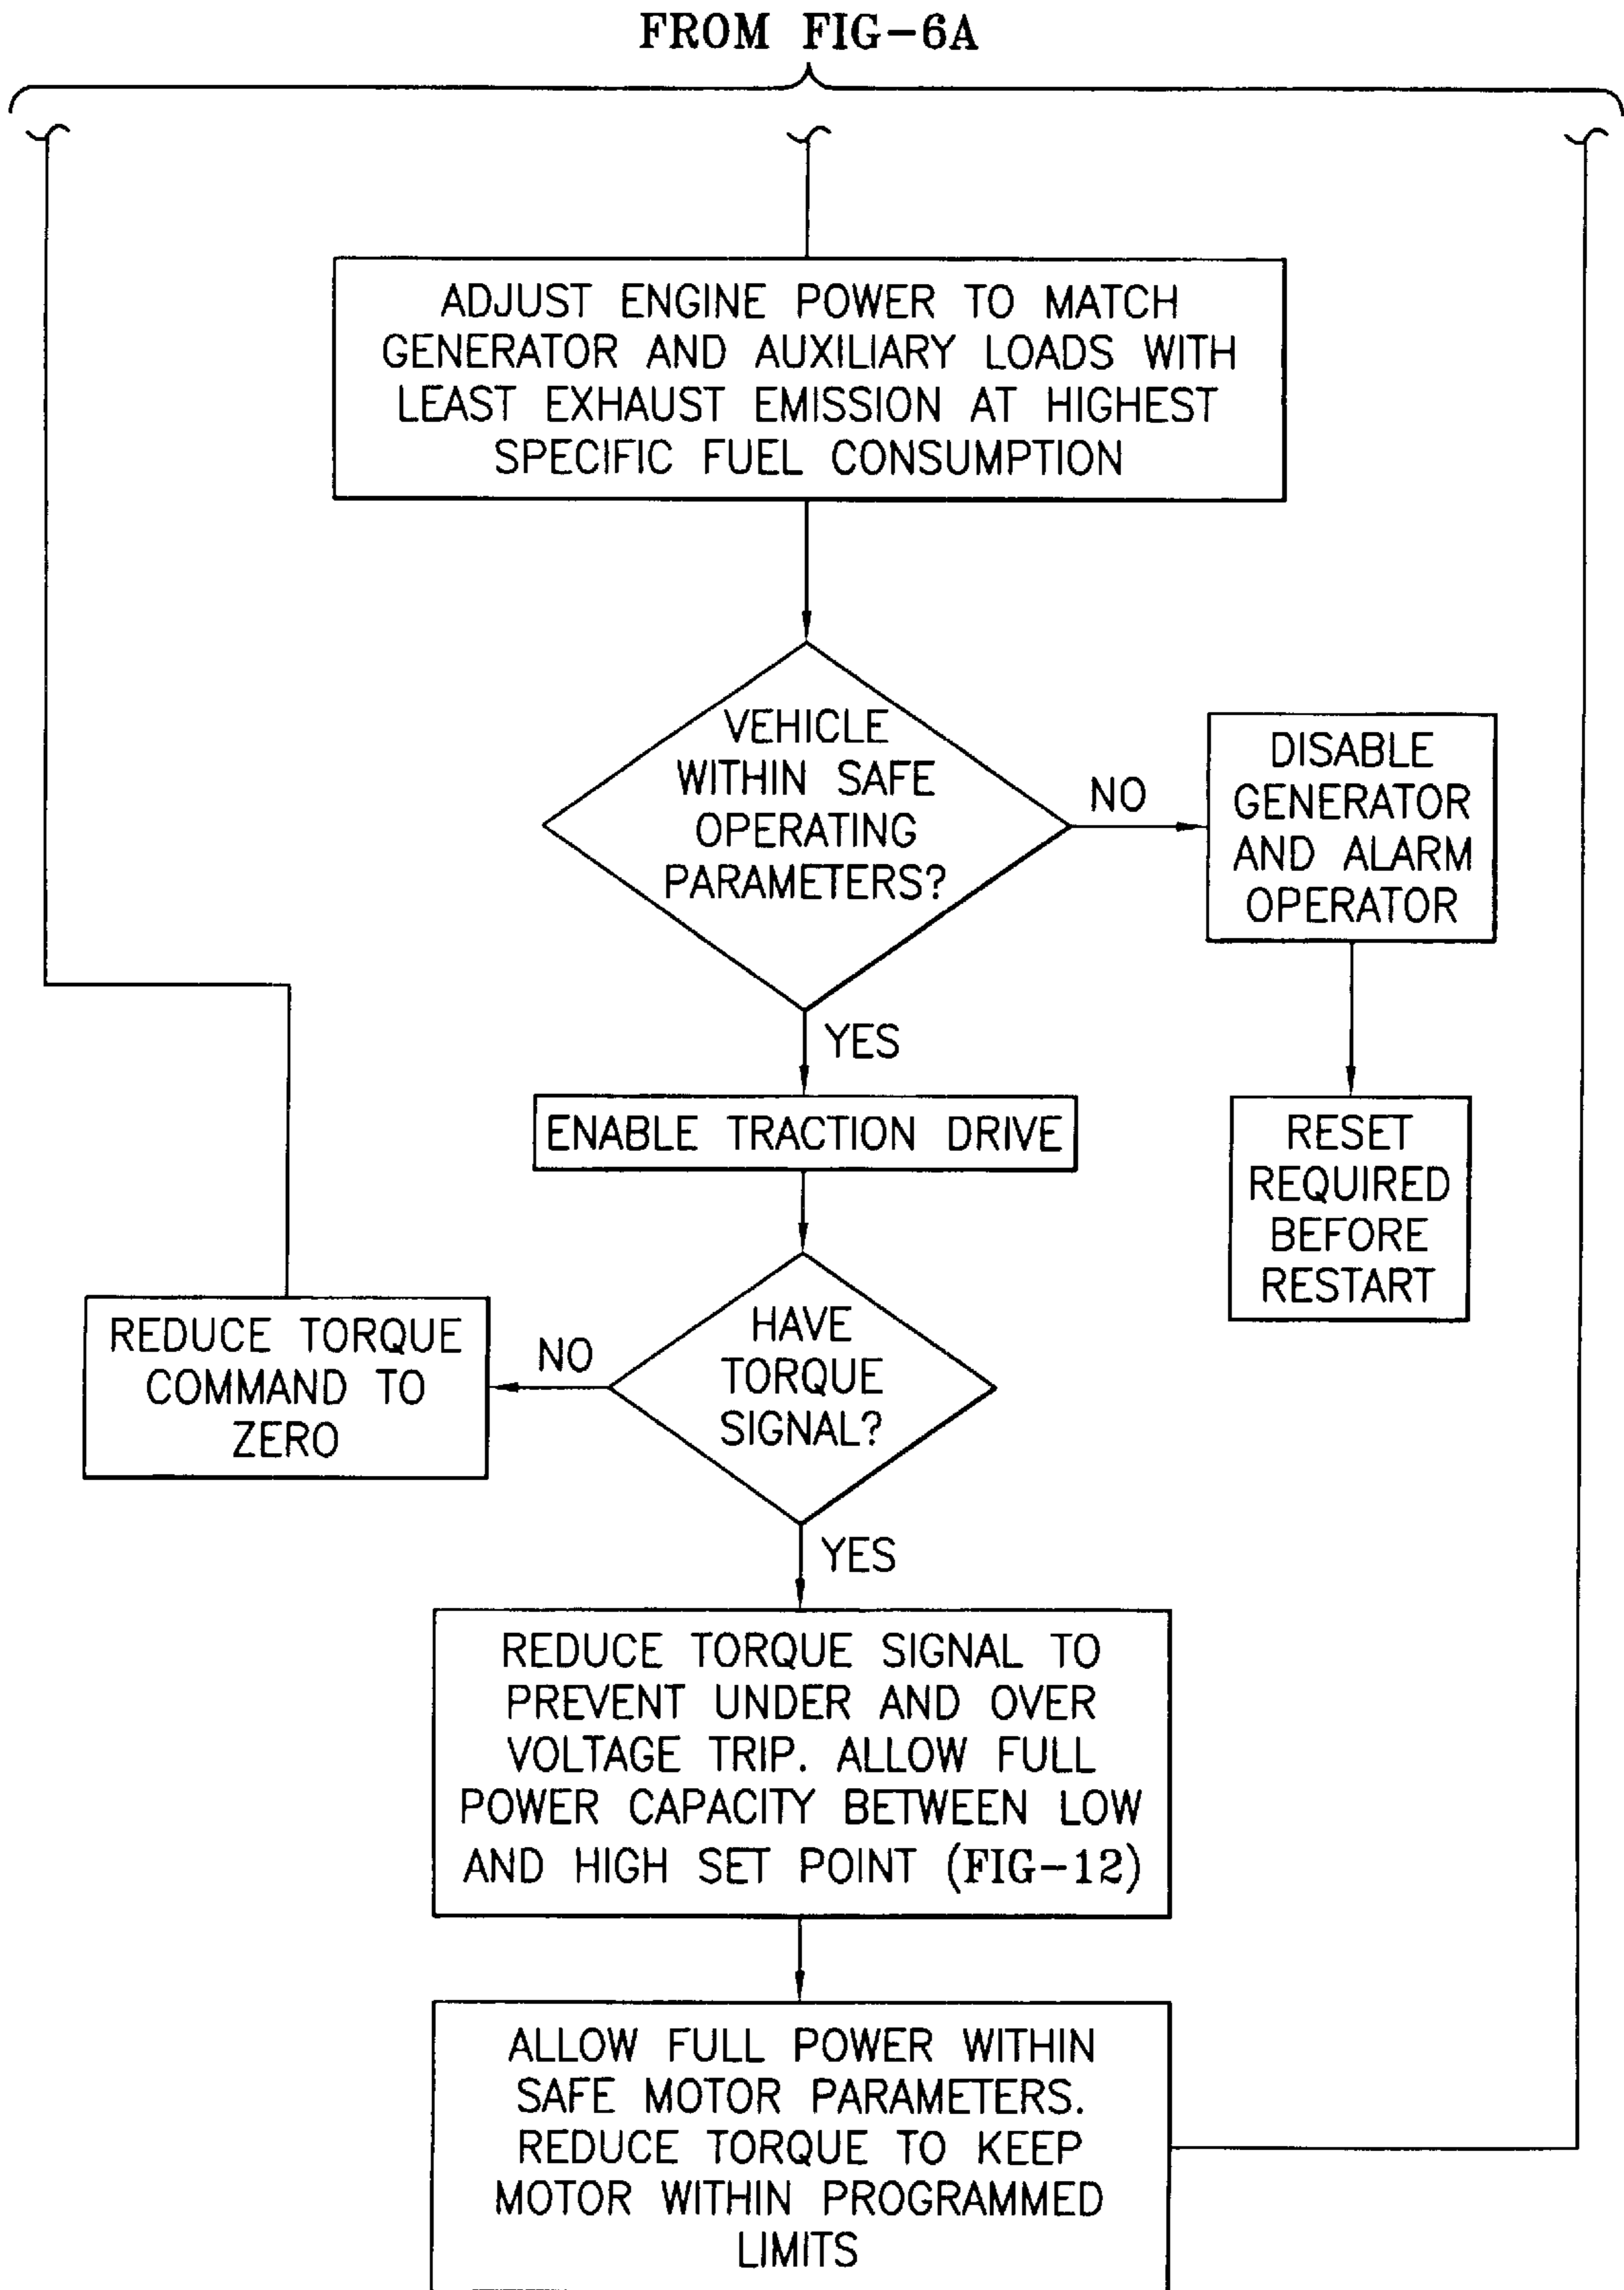 FROM FIG-6A
ADJUST ENGINE POWER TO MATCH
GENERATOR AND AUXILIARY LOADS WITH
LEAST EXHAUST EMISSION AT HIGHEST
SPECIFIC FUEL CONSUMPTION
VEHICLE
WITHIN SAFE
OPERATING
PARAMETERS?
NO
DISABLE
GENERATOR
AND ALARM
OPERATOR
YES
ENABLE TRACTION DRIVE
RESET
REQUIRED
BEFORE
RESTART
HAVE
TORQUE
SIGNAL?
NO
REDUCE TORQUE
COMMAND TO
ZERO
YES
REDUCE TORQUE SIGNAL TO
PREVENT UNDER AND OVER
VOLTAGE TRIP. ALLOW FULL
POWER CAPACITY BETWEEN LOW
AND HIGH SET POINT (FIG-12)
ALLOW FULL POWER WITHIN
SAFE MOTOR PARAMETERS.
REDUCE TORQUE TO KEEP
MOTOR WITHIN PROGRAMMED
LIMITS